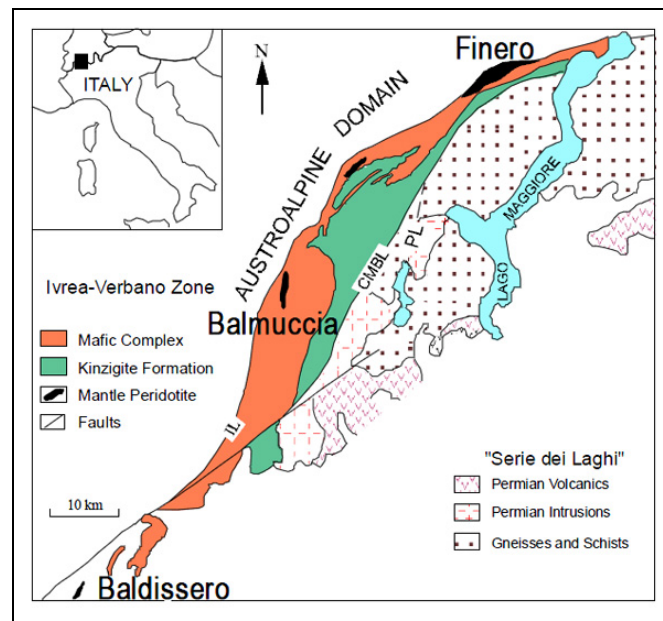 ITALY
N
Finero
AUSTROALPINE DOMAIN
MAGGIORE
LAGO
PL
CMBL
Balmuccia
IL
Ivrea-Verbano Zone
Mafic Complex
Kinzigite Formation
Mantle Peridotite
Faults
10 km
"Serie dei Laghi"
Permian Volcanics
Permian Intrusions
Gneisses and Schists
Baldissero